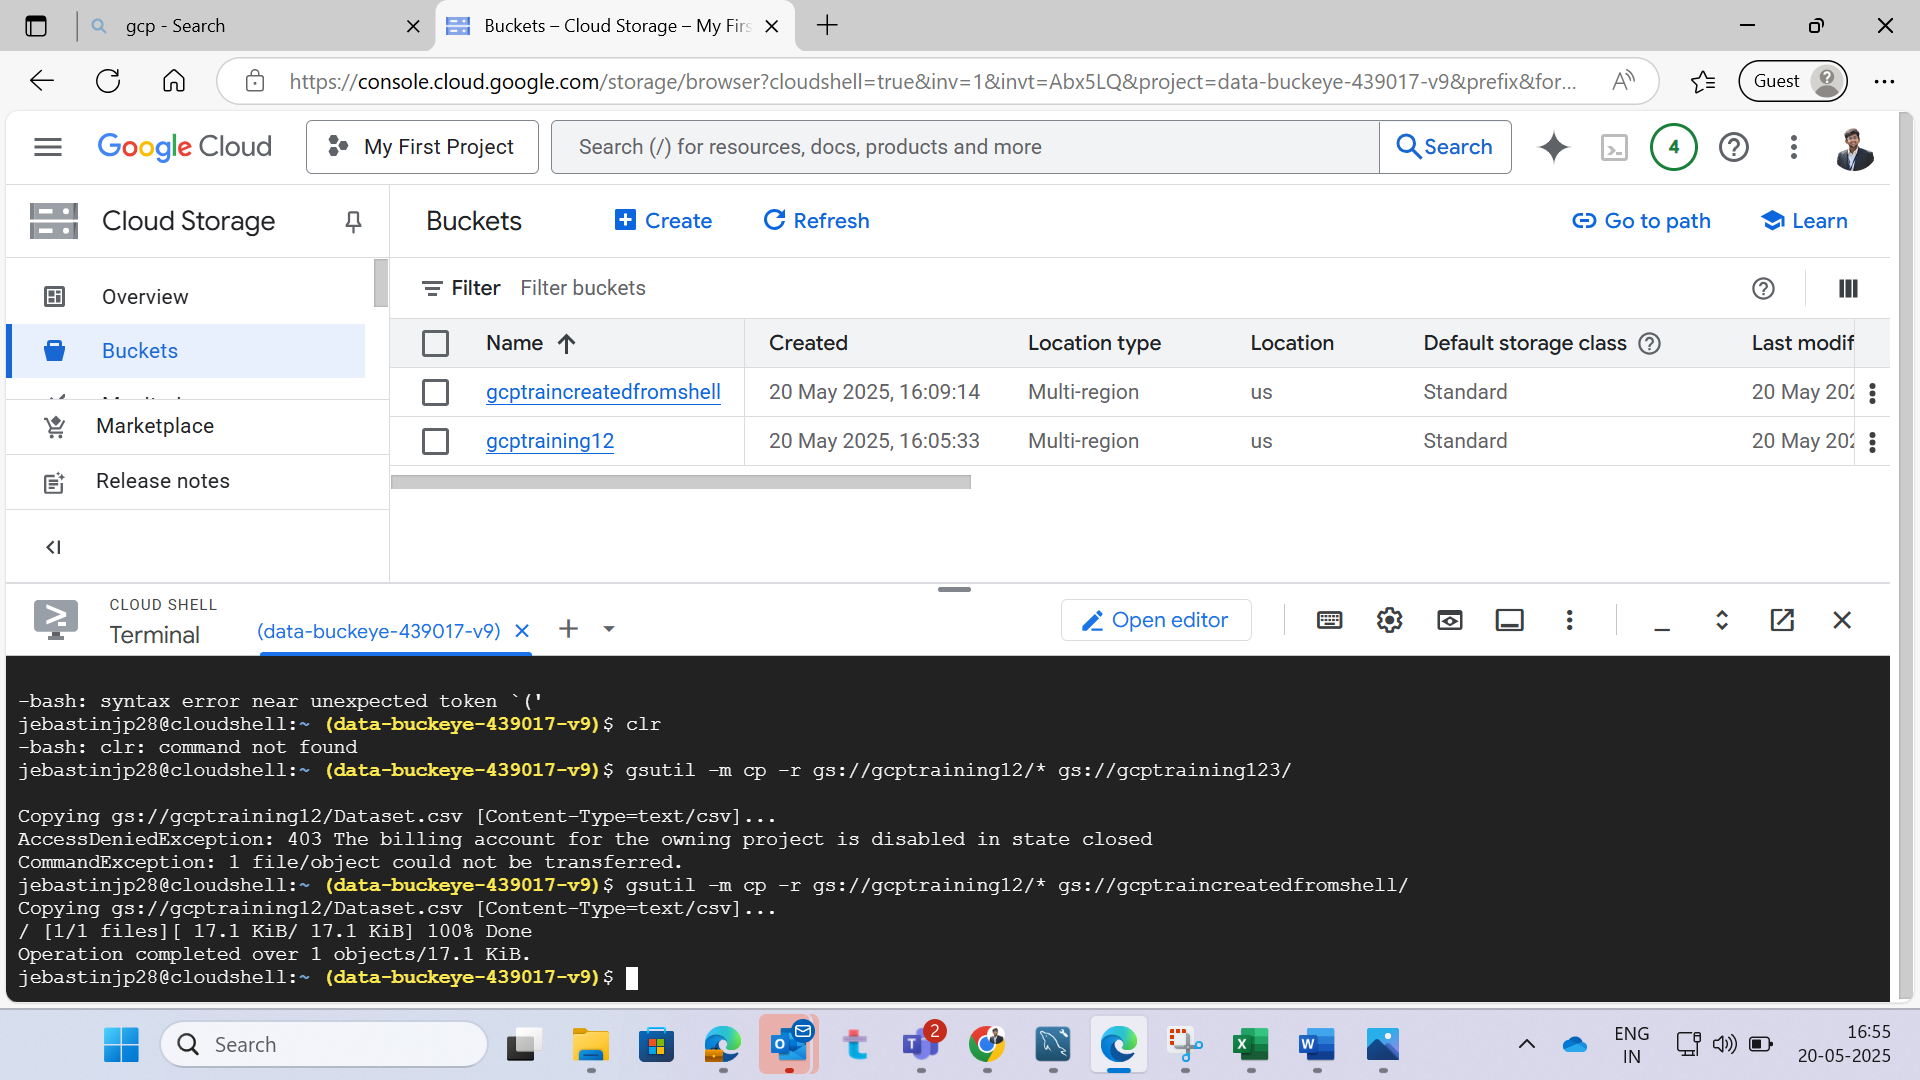 gcp - Search
Buckets – Cloud Storage – My Firs
https://console.cloud.google.com/storage/browser?cloudshell=true&inv=1&invt=Abx5LQ&project=data-buckeye-439017-v9&prefix&for...
Guest
Google Cloud
My First Project
Search (/) for resources, docs, products and more
Search
4
Cloud Storage
Buckets
Create
Refresh
Go to path
Learn
Overview
Buckets
Marketplace
Release notes
Filter
Filter buckets
Name Created Location type Location Default storage class Last modif
gcptraincreatedfromshell 20 May 2025, 16:09:14 Multi-region us Standard 20 May 202
gcptraining12 20 May 2025, 16:05:33 Multi-region us Standard 20 May 202
CLOUD SHELL
Terminal
(data-buckeye-439017-v9)
Open editor
-bash: syntax error near unexpected token `('
jebastinjp28@cloudshell:~ (data-buckeye-439017-v9)$ clr
-bash: clr: command not found
jebastinjp28@cloudshell:~ (data-buckeye-439017-v9)$ gsutil -m cp -r gs://gcptraining12/* gs://gcptraining123/
Copying gs://gcptraining12/Dataset.csv [Content-Type=text/csv]...
AccessDeniedException: 403 The billing account for the owning project is disabled in state closed
CommandException: 1 file/object could not be transferred.
jebastinjp28@cloudshell:~ (data-buckeye-439017-v9)$ gsutil -m cp -r gs://gcptraining12/* gs://gcptraincreatedfromshell/
Copying gs://gcptraining12/Dataset.csv [Content-Type=text/csv]...
/ [1/1 files][ 17.1 KiB/ 17.1 KiB] 100% Done
Operation completed over 1 objects/17.1 KiB.
jebastinjp28@cloudshell:~ (data-buckeye-439017-v9)$
Search
2
ENG
IN
16:55
20-05-2025